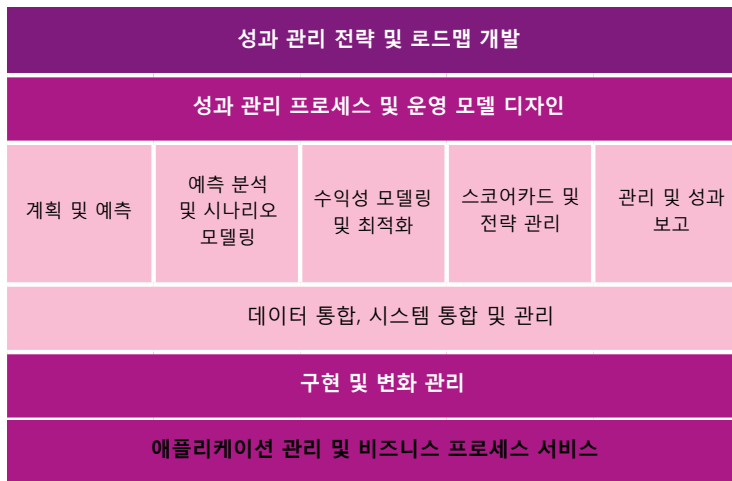 성과 관리 전략 및 로드맵 개발
성과 관리 프로세스 및 운영 모델 디자인
계획 및 예측
예측 분석
및 시나리오
모델링
수익성 모델링
및 최적화
스코어카드 및
전략 관리
관리 및 성과
보고
데이터 통합, 시스템 통합 및 관리
구현 및 변화 관리
애플리케이션 관리 및 비즈니스 프로세스 서비스